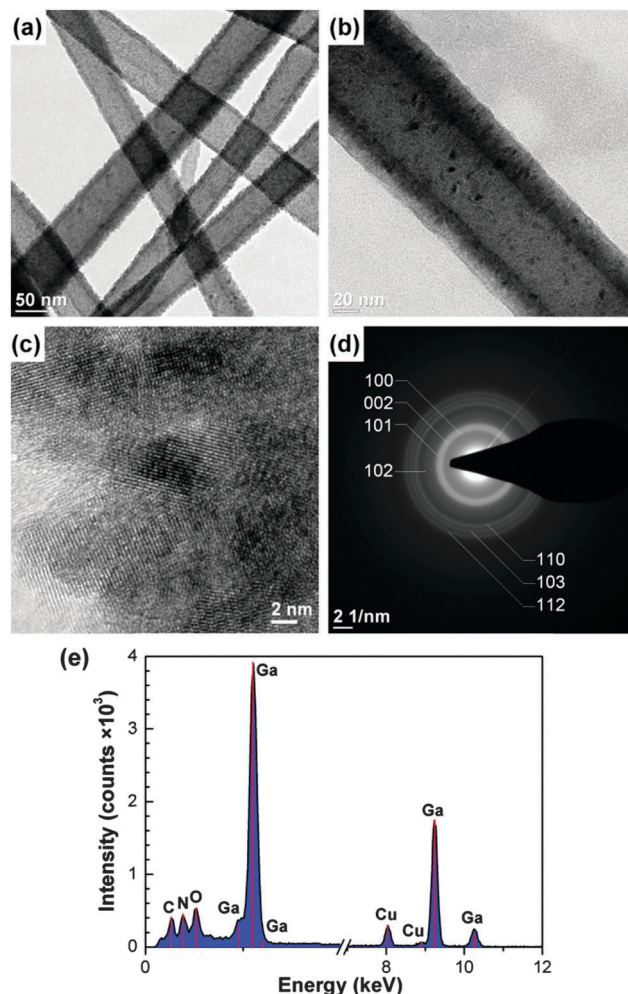 (a)
50 nm
(b)
20 nm
(c)
2 nm
(d)
100
002
101
102
110
103
112
2 1/nm
(e)
Intensity (counts ×10³)
4
3
2
1
0
C N O Ga Ga Ga Cu Cu Ga Ga
0 8 10 12
Energy (keV)